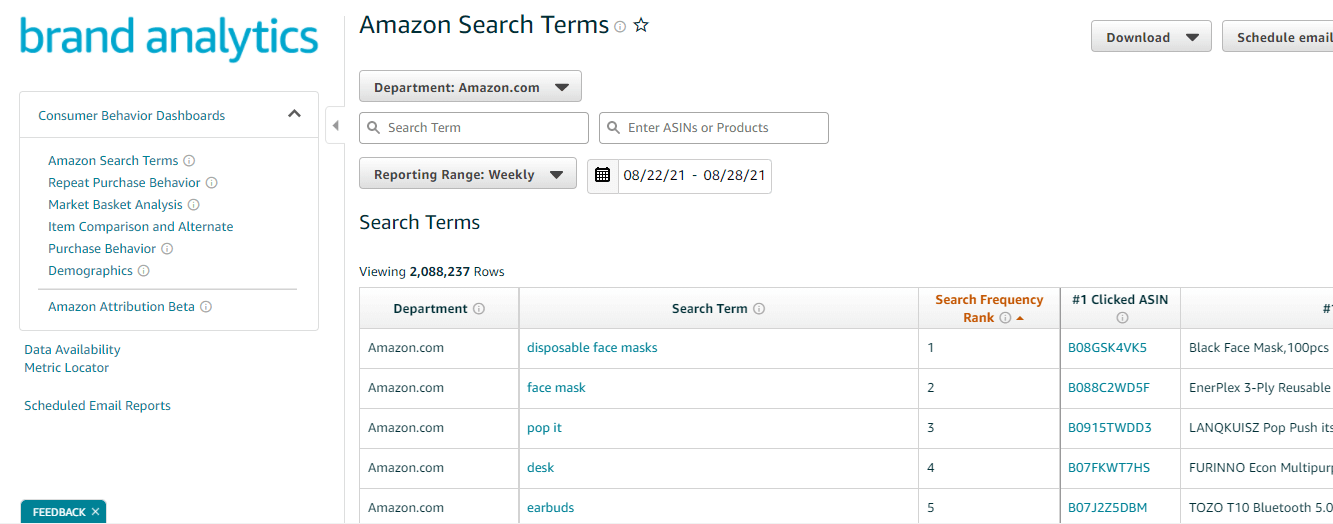 brand analytics
Consumer Behavior Dashboards
Amazon Search Terms
Repeat Purchase Behavior
Market Basket Analysis
Item Comparison and Alternate
Purchase Behavior
Demographics
Amazon Attribution Beta
Data Availability
Metric Locator
Scheduled Email Reports
FEEDBACK ×
Amazon Search Terms
Download
Schedule email
Department: Amazon.com
Search Term
Enter ASINs or Products
Reporting Range: Weekly
08/22/21 - 08/28/21
Search Terms
Viewing 2,088,237 Rows
Department Search Term Search Frequency Rank #1 Clicked ASIN #1
Amazon.com disposable face masks 1 B08GSK4VK5 Black Face Mask,100pcs
Amazon.com face mask 2 B088C2WD5F EnerPlex 3-Ply Reusable
Amazon.com pop it 3 B0915TWDD3 LANQKUISZ Pop Push its
Amazon.com desk 4 B07FKWT7HS FURINNO Econ Multipurp
Amazon.com earbuds 5 B07J2Z5DBM TOZO T10 Bluetooth 5.0